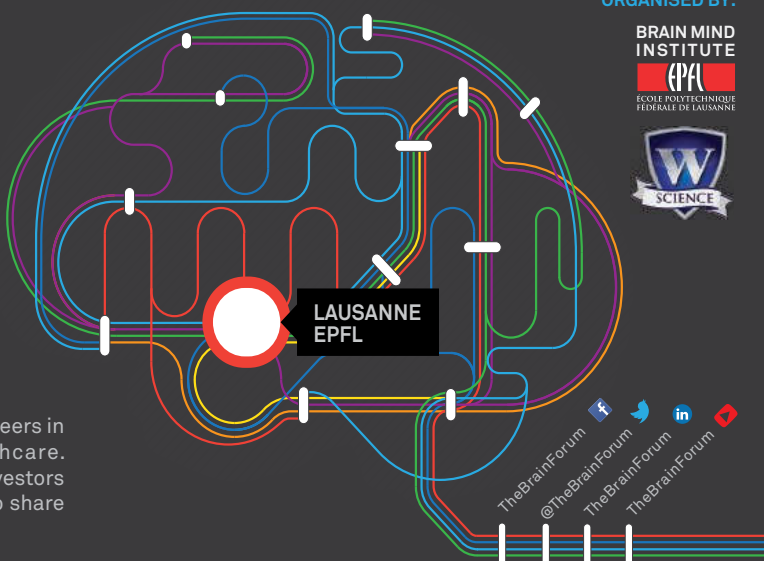 ORGANISED BY:
BRAIN MIND
INSTITUTE
EPFL
ÉCOLE POLYTECHNIQUE
FÉDÉRALE DE LAUSANNE
W
SCIENCE
LAUSANNE
EPFL
eers in
hcare.
vestors
o share
TheBrainForum
@TheBrainForum
TheBrainForum
TheBrainForum